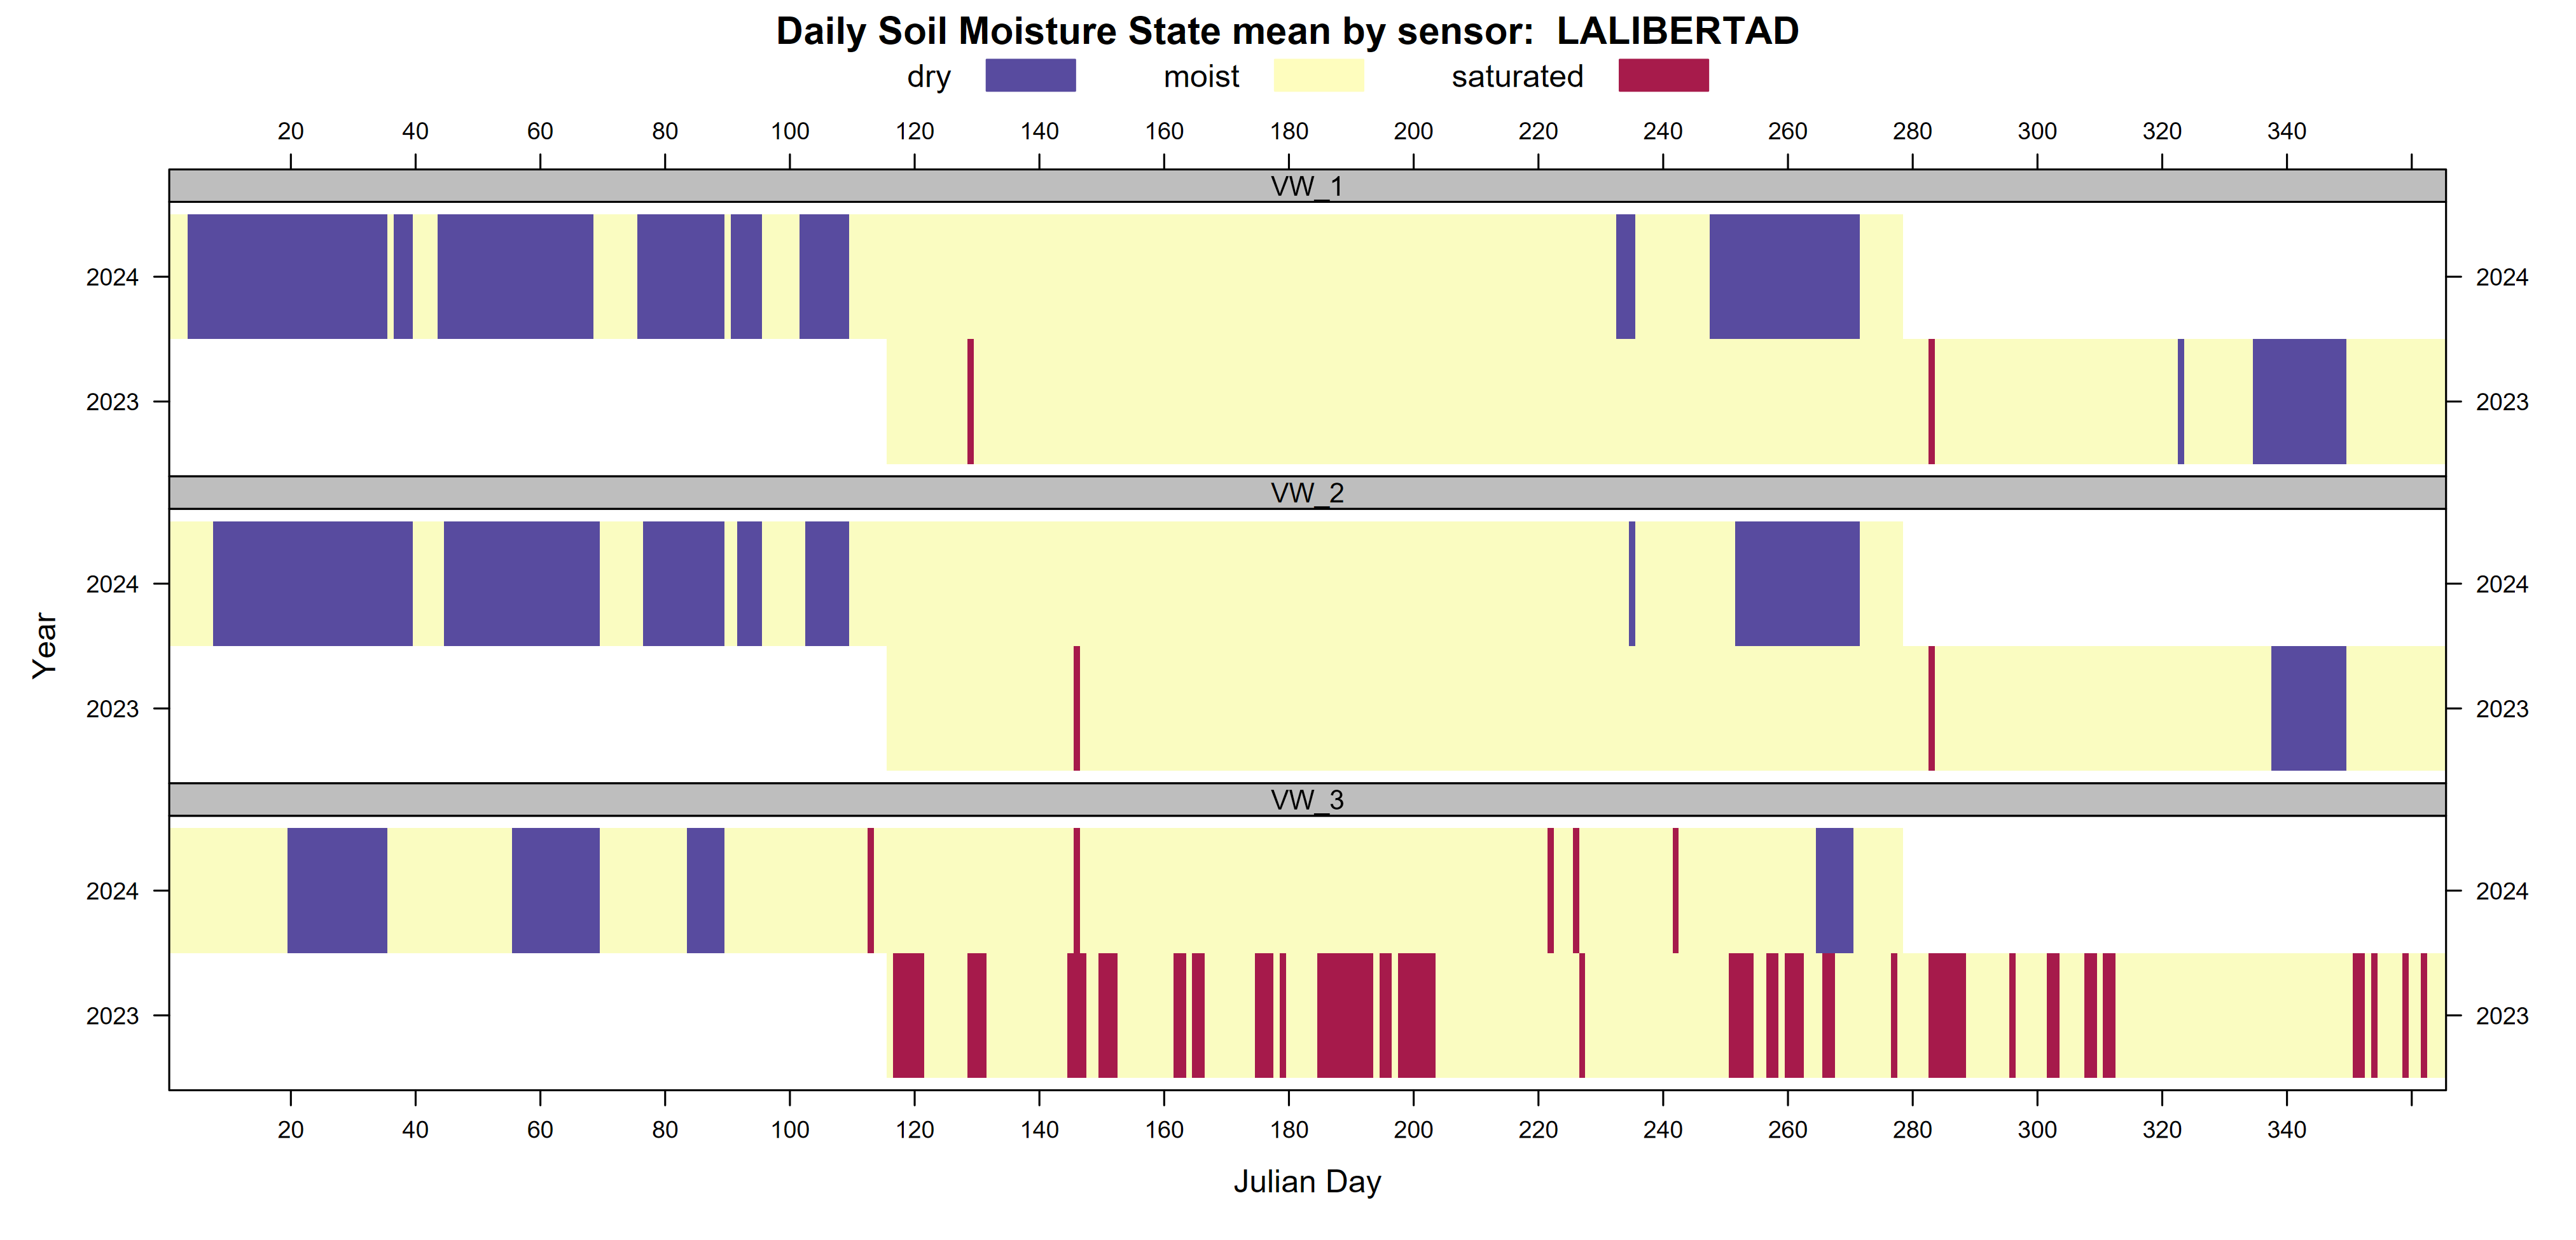 Daily Soil Moisture State mean by sensor:  LALIBERTAD
dry moist saturated
20 40 60 80 100 120 140 160 180 200 220 240 260 280 300 320 340
VW_1
2024 2024
2023 2023
VW_2
2024 2024
Year
2023 2023
VW_3
2024 2024
2023 2023
20 40 60 80 100 120 140 160 180 200 220 240 260 280 300 320 340
Julian Day